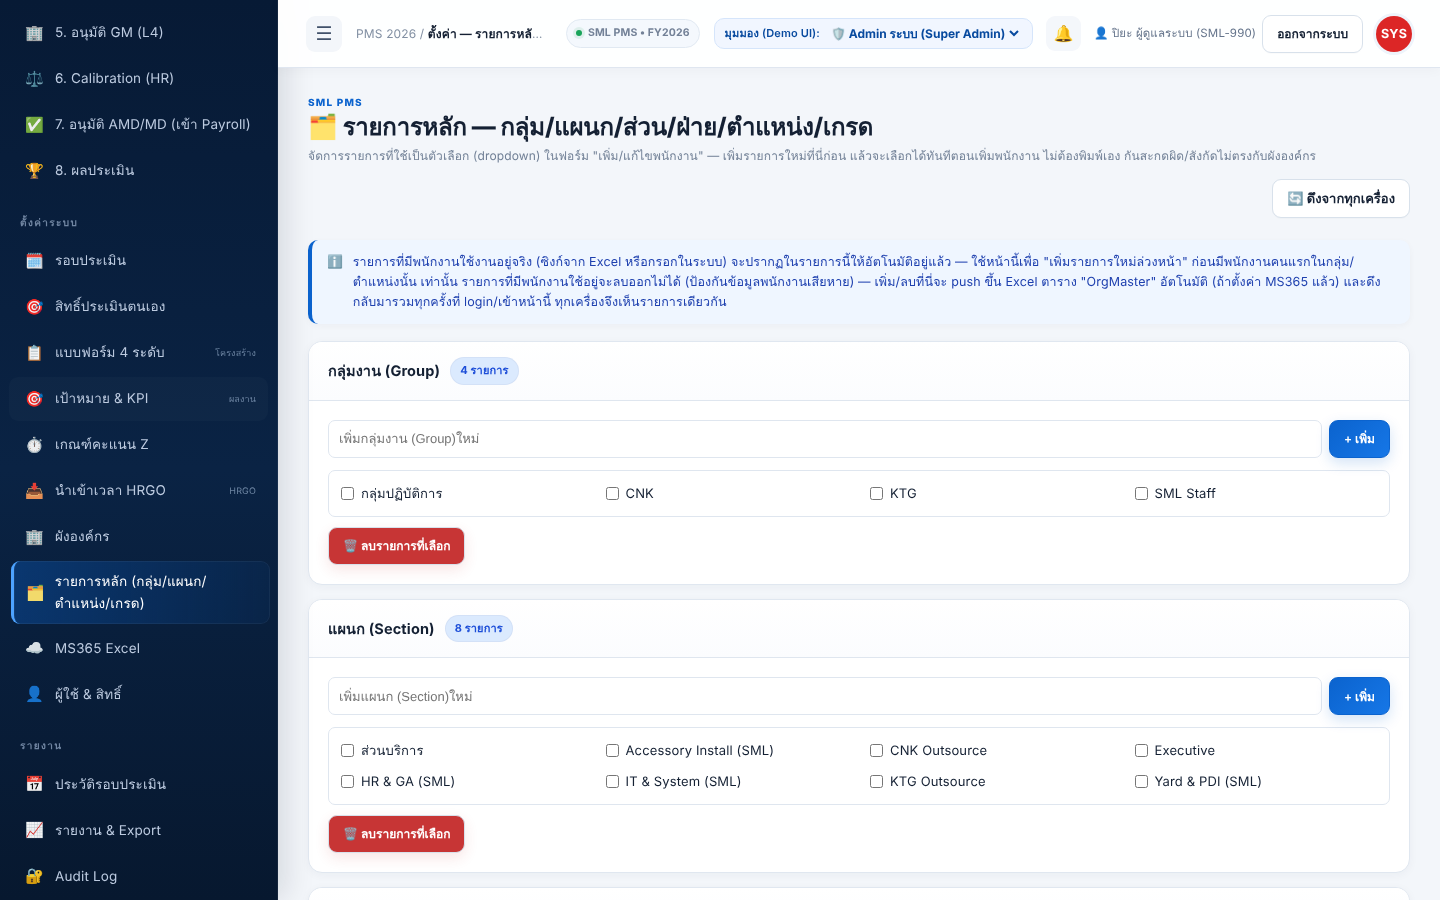 5. อนุมัติ GM (L4)
6. Calibration (HR)
7. อนุมัติ AMD/MD (เข้า Payroll)
8. ผลประเมิน
ตั้งค่าระบบ
รอบประเมิน
สิทธิ์ประเมินตนเอง
แบบฟอร์ม 4 ระดับ โครงสร้าง
เป้าหมาย & KPI ผลงาน
เกณฑ์คะแนน Z
นำเข้าเวลา HRGO HRGO
ผังองค์กร
รายการหลัก (กลุ่ม/แผนก/
ตำแหน่ง/เกรด)
MS365 Excel
ผู้ใช้ & สิทธิ์
รายงาน
ประวัติรอบประเมิน
รายงาน & Export
Audit Log
PMS 2026 / ตั้งค่า — รายการหลั...
SML PMS • FY2026
มุมมอง (Demo UI): Admin ระบบ (Super Admin)
ปิยะ ผู้ดูแลระบบ (SML-990)
ออกจากระบบ
SYS
SML PMS
รายการหลัก — กลุ่ม/แผนก/ส่วน/ฝ่าย/ตำแหน่ง/เกรด
จัดการรายการที่ใช้เป็นตัวเลือก (dropdown) ในฟอร์ม "เพิ่ม/แก้ไขพนักงาน" — เพิ่มรายการใหม่ที่นี่ก่อน แล้วจะเลือกได้ทันทีตอนเพิ่มพนักงาน ไม่ต้องพิมพ์เอง กันสะกดผิด/สังกัดไม่ตรงกับผังองค์กร
ดึงจากทุกเครื่อง
รายการที่มีพนักงานใช้งานอยู่จริง (ซิงก์จาก Excel หรือกรอกในระบบ) จะปรากฏในรายการนี้ให้อัตโนมัติอยู่แล้ว — ใช้หน้านี้เพื่อ "เพิ่มรายการใหม่ล่วงหน้า" ก่อนมีพนักงานคนแรกในกลุ่ม/
ตำแหน่งนั้น เท่านั้น รายการที่มีพนักงานใช้อยู่จะลบออกไม่ได้ (ป้องกันข้อมูลพนักงานเสียหาย) — เพิ่ม/ลบที่นี่จะ push ขึ้น Excel ตาราง "OrgMaster" อัตโนมัติ (ถ้าตั้งค่า MS365 แล้ว) และดึง
กลับมารวมทุกครั้งที่ login/เข้าหน้านี้ ทุกเครื่องจึงเห็นรายการเดียวกัน
กลุ่มงาน (Group) 4 รายการ
เพิ่มกลุ่มงาน (Group)ใหม่ + เพิ่ม
กลุ่มปฏิบัติการ CNK KTG SML Staff
ลบรายการที่เลือก
แผนก (Section) 8 รายการ
เพิ่มแผนก (Section)ใหม่ + เพิ่ม
ส่วนบริการ Accessory Install (SML) CNK Outsource Executive
HR & GA (SML) IT & System (SML) KTG Outsource Yard & PDI (SML)
ลบรายการที่เลือก